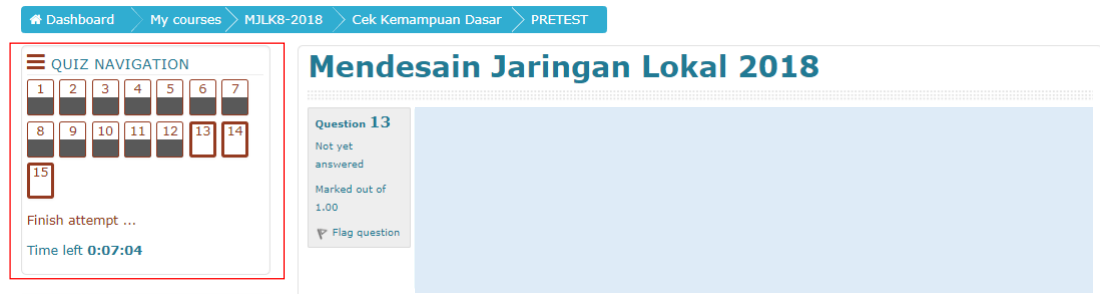 Dashboard My courses MJLK8-2018 Cek Kemampuan Dasar PRETEST
QUIZ NAVIGATION
1 2 3 4 5 6 7
8 9 10 11 12 13 14
15
Finish attempt ...
Time left 0:07:04
Mendesain Jaringan Lokal 2018
Question 13
Not yet
answered
Marked out of
1.00
Flag question